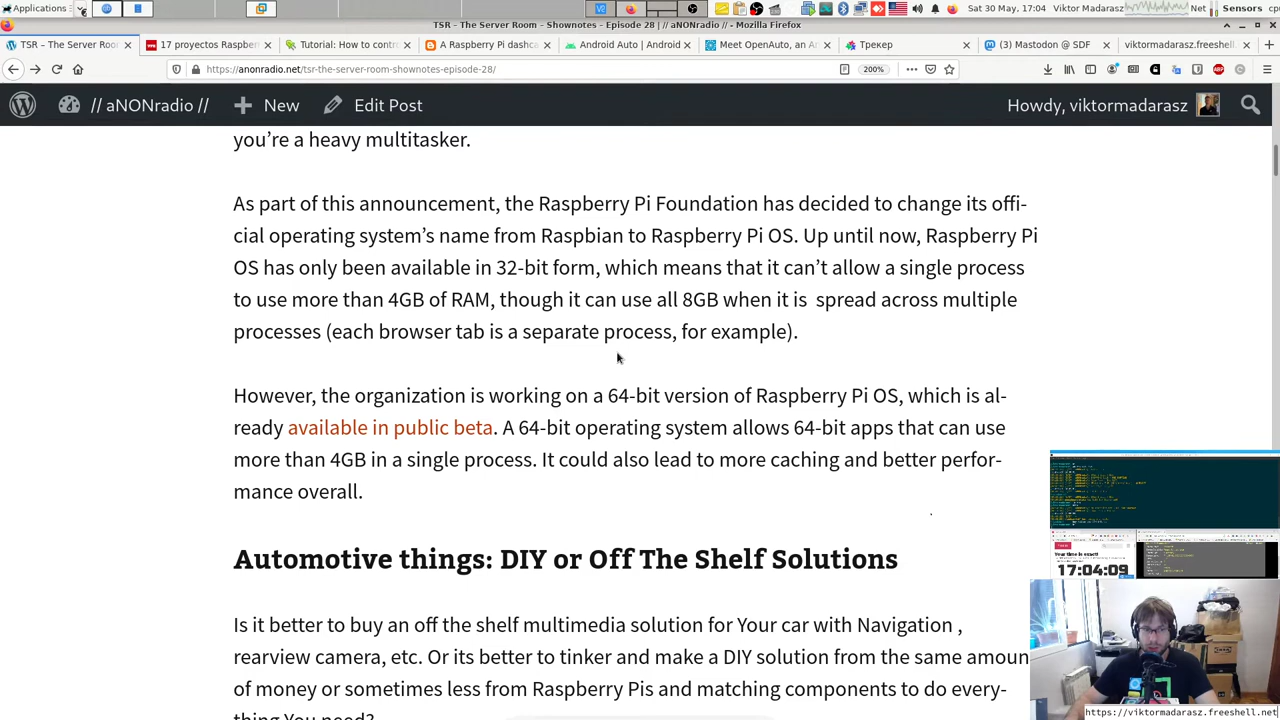 Applications
Sat 30 May, 17:04
Viktor Madarasz
Net
Sensors
TSR - The Server Room - Shownotes - Episode 28 | // aNONradio // - Mozilla Firefox
TSR - The Server Room
17 proyectos Raspber
Tutorial: How to contr
A Raspberry Pi dashca
Android Auto | Android
Meet OpenAuto, an An
Трекер
(3) Mastodon @ SDF
viktormadarasz.freeshell.
https://anonradio.net/tsr-the-server-room-shownotes-episode-28/
200%
// aNONradio //
New
Edit Post
Howdy, viktormadarasz
you’re a heavy multitasker.
As part of this announcement, the Raspberry Pi Foundation has decided to change its offi-
cial operating system’s name from Raspbian to Raspberry Pi OS. Up until now, Raspberry Pi
OS has only been available in 32-bit form, which means that it can’t allow a single process
to use more than 4GB of RAM, though it can use all 8GB when it is spread across multiple
processes (each browser tab is a separate process, for example).
However, the organization is working on a 64-bit version of Raspberry Pi OS, which is al-
ready available in public beta. A 64-bit operating system allows 64-bit apps that can use
more than 4GB in a single process. It could also lead to more caching and better perfor-
mance overall.
Automotive Linux DIY or Off The Shelf Solutions
Is it better to buy an off the shelf multimedia solution for Your car with Navigation ,
rearview camera, etc. Or its better to tinker and make a DIY solution from the same amoun
of money or sometimes less from Raspberry Pis and matching components to do every-
thing You need?
Your time is exact!
17:04:09
https://viktormadarasz.freeshell.net